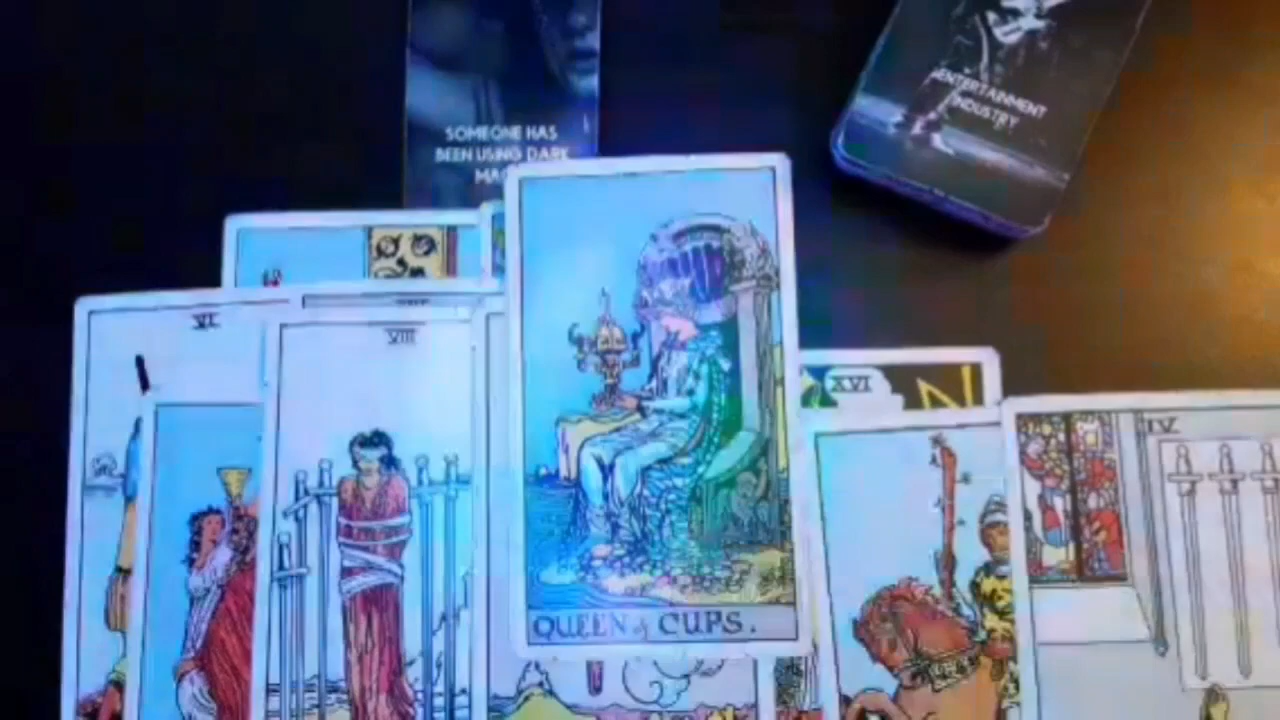 SOMEONE HAS
BEEN USING DARK
ENTERTAINMENT
INDUSTRY
VI
VIII
XVI
IV
QUEEN of CUPS.